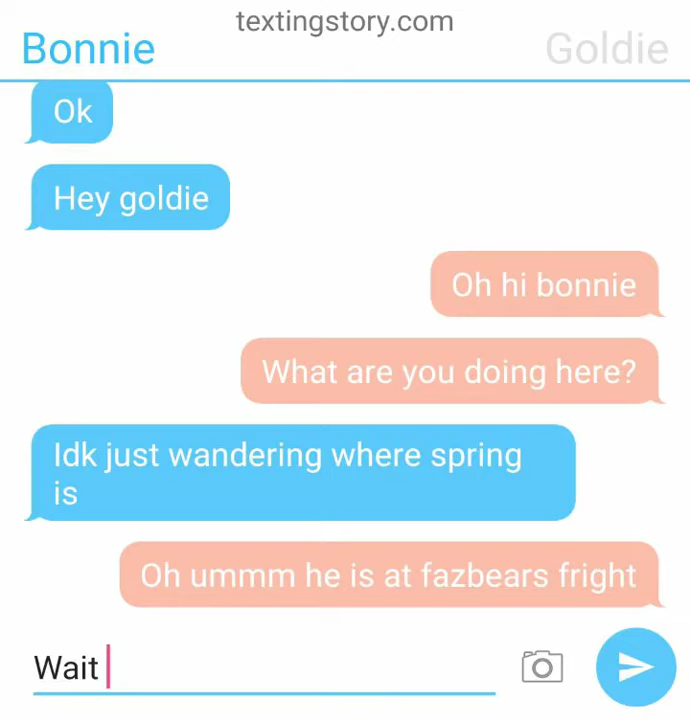 textingstory.com
Bonnie
Goldie
Ok
Hey goldie
Oh hi bonnie
What are you doing here?
Idk just wandering where spring
is
Oh ummm he is at fazbears fright
Wait